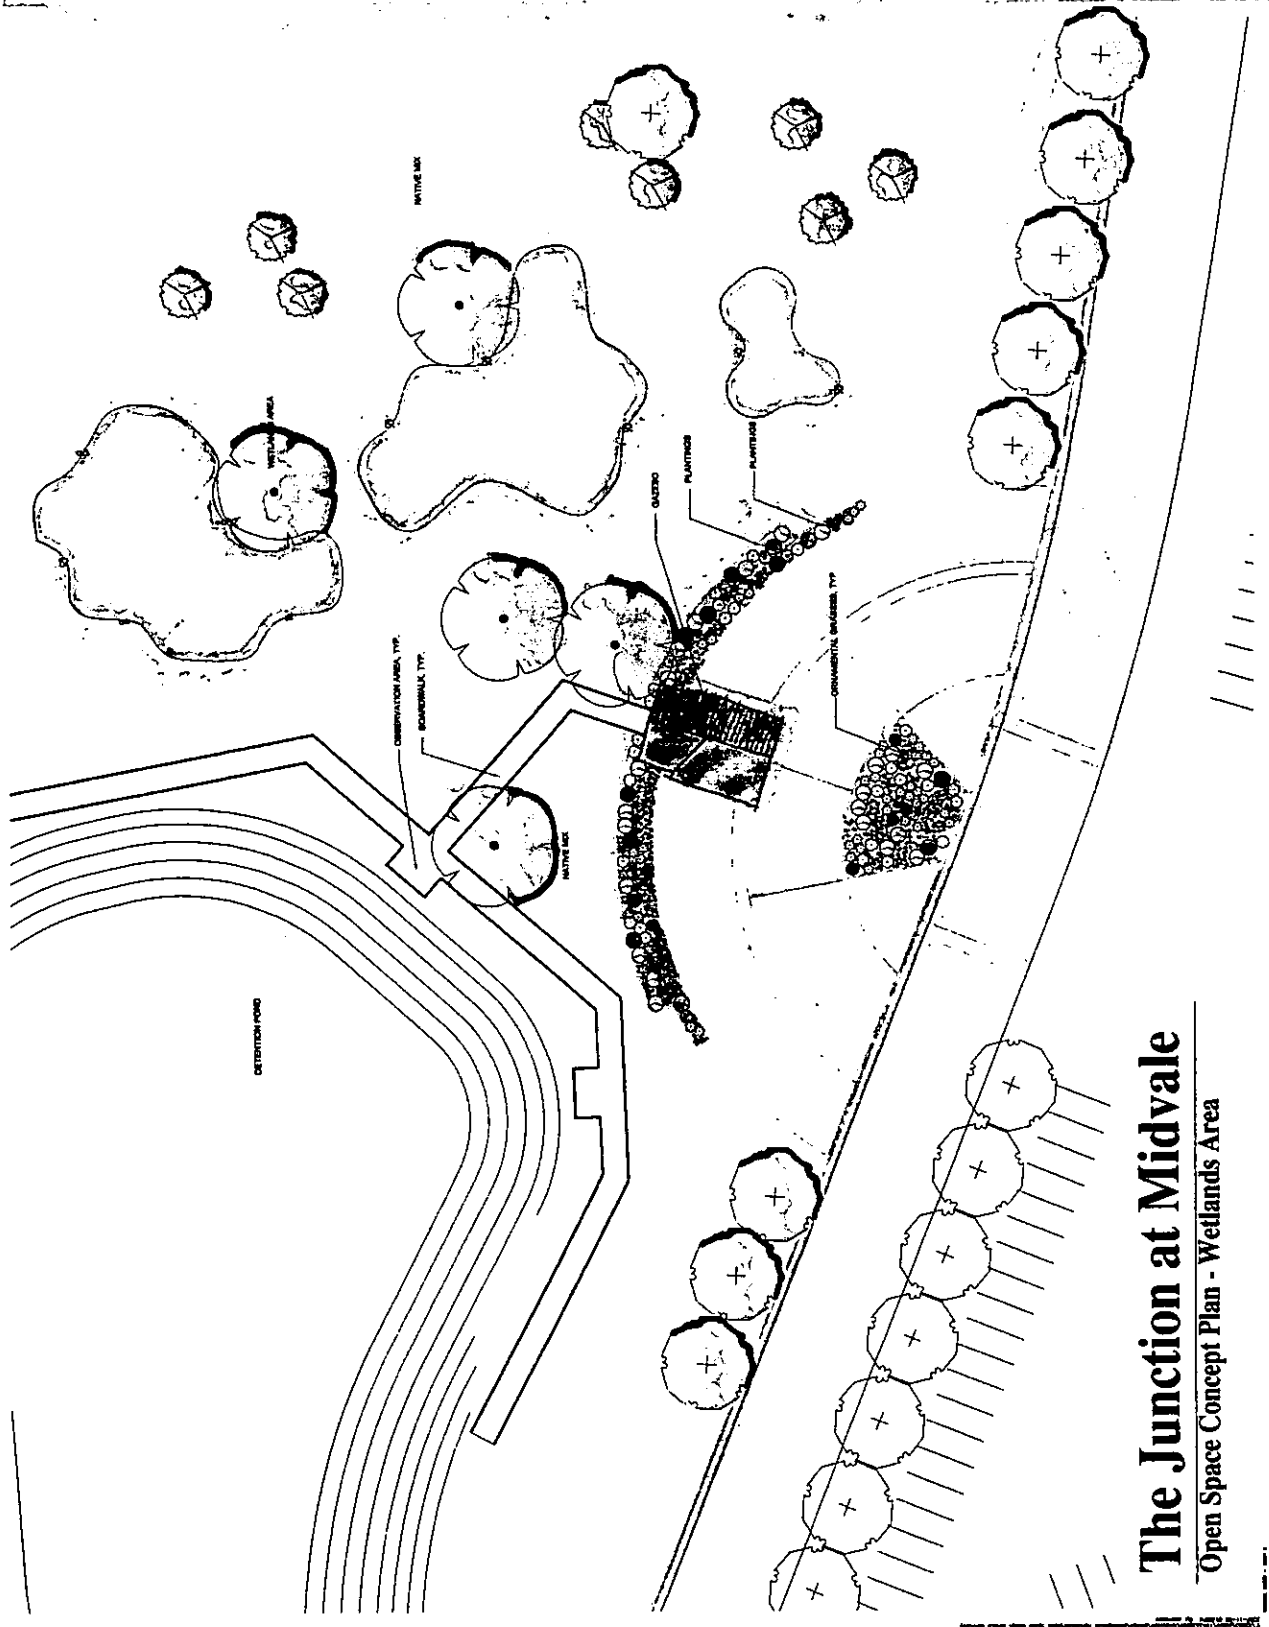 The Junction at Midvale
Open Space Concept Plan - Wetlands Area
DETENTION POND
OBSERVATION AREA, TYP.
BOARDWALK, TYP.
WETLANDS AREA
NATIVE MIX
NATIVE MIX
GAZEBO
PLANTINGS
PLANTINGS
ORNAMENTAL GRASSES, TYP.